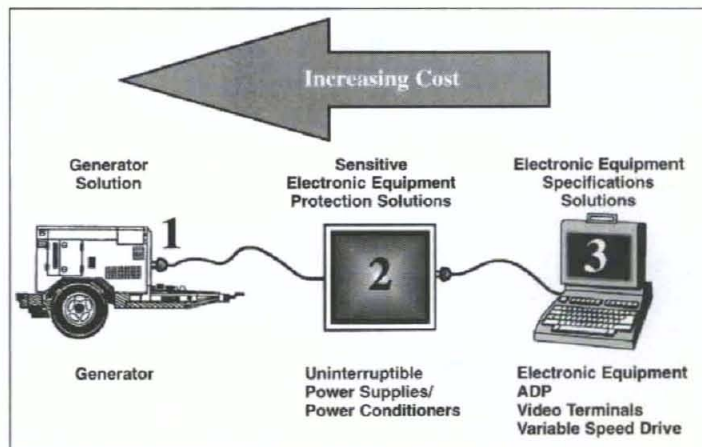 Increasing Cost
Generator
Solution
Sensitive
Electronic Equipment
Protection Solutions
Electronic Equipment
Specifications
Solutions
1
2
3
Generator
Uninterruptible
Power Supplies/
Power Conditioners
Electronic Equipment
ADP
Video Terminals
Variable Speed Drive